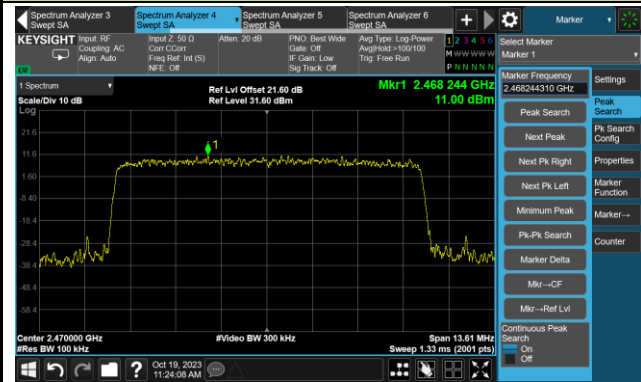 Spectrum Analyzer 3
Swept SA
Spectrum Analyzer 4
Swept SA
Spectrum Analyzer 5
Swept SA
Spectrum Analyzer 6
Swept SA
+
Marker
KEYSIGHT
Input: RF
Coupling: AC
Align: Auto
Input Z: 50 Ω
Corr CCorr
Freq Ref: Int (S)
NFE: Off
Atten: 20 dB
PNO: Best Wide
Gate: Off
IF Gain: Low
Sig Track: Off
Avg Type: Log-Power
Avg|Hold:>100/100
Trig: Free Run
1 2 3 4 5 6
M W W W W W
P N N N N N
Select Marker
Marker 1
LXI
1 Spectrum
Scale/Div 10 dB
Log
Ref Lvl Offset 21.60 dB
Ref Level 31.60 dBm
Mkr1 2.468 244 GHz
11.00 dBm
21.6
11.6
1.60
-8.40
-18.4
-28.4
-38.4
-48.4
-58.4
1
Center 2.470000 GHz
#Res BW 100 kHz
#Video BW 300 kHz
Span 13.61 MHz
Sweep 1.33 ms (2001 pts)
Marker Frequency
2.468244310 GHz
Peak Search
Next Peak
Next Pk Right
Next Pk Left
Minimum Peak
Pk-Pk Search
Marker Delta
Mkr→CF
Mkr→Ref Lvl
Continuous Peak
Search
On
Off
Settings
Peak
Search
Pk Search
Config
Properties
Marker
Function
Marker→
Counter
?
Oct 19, 2023
11:24:08 AM